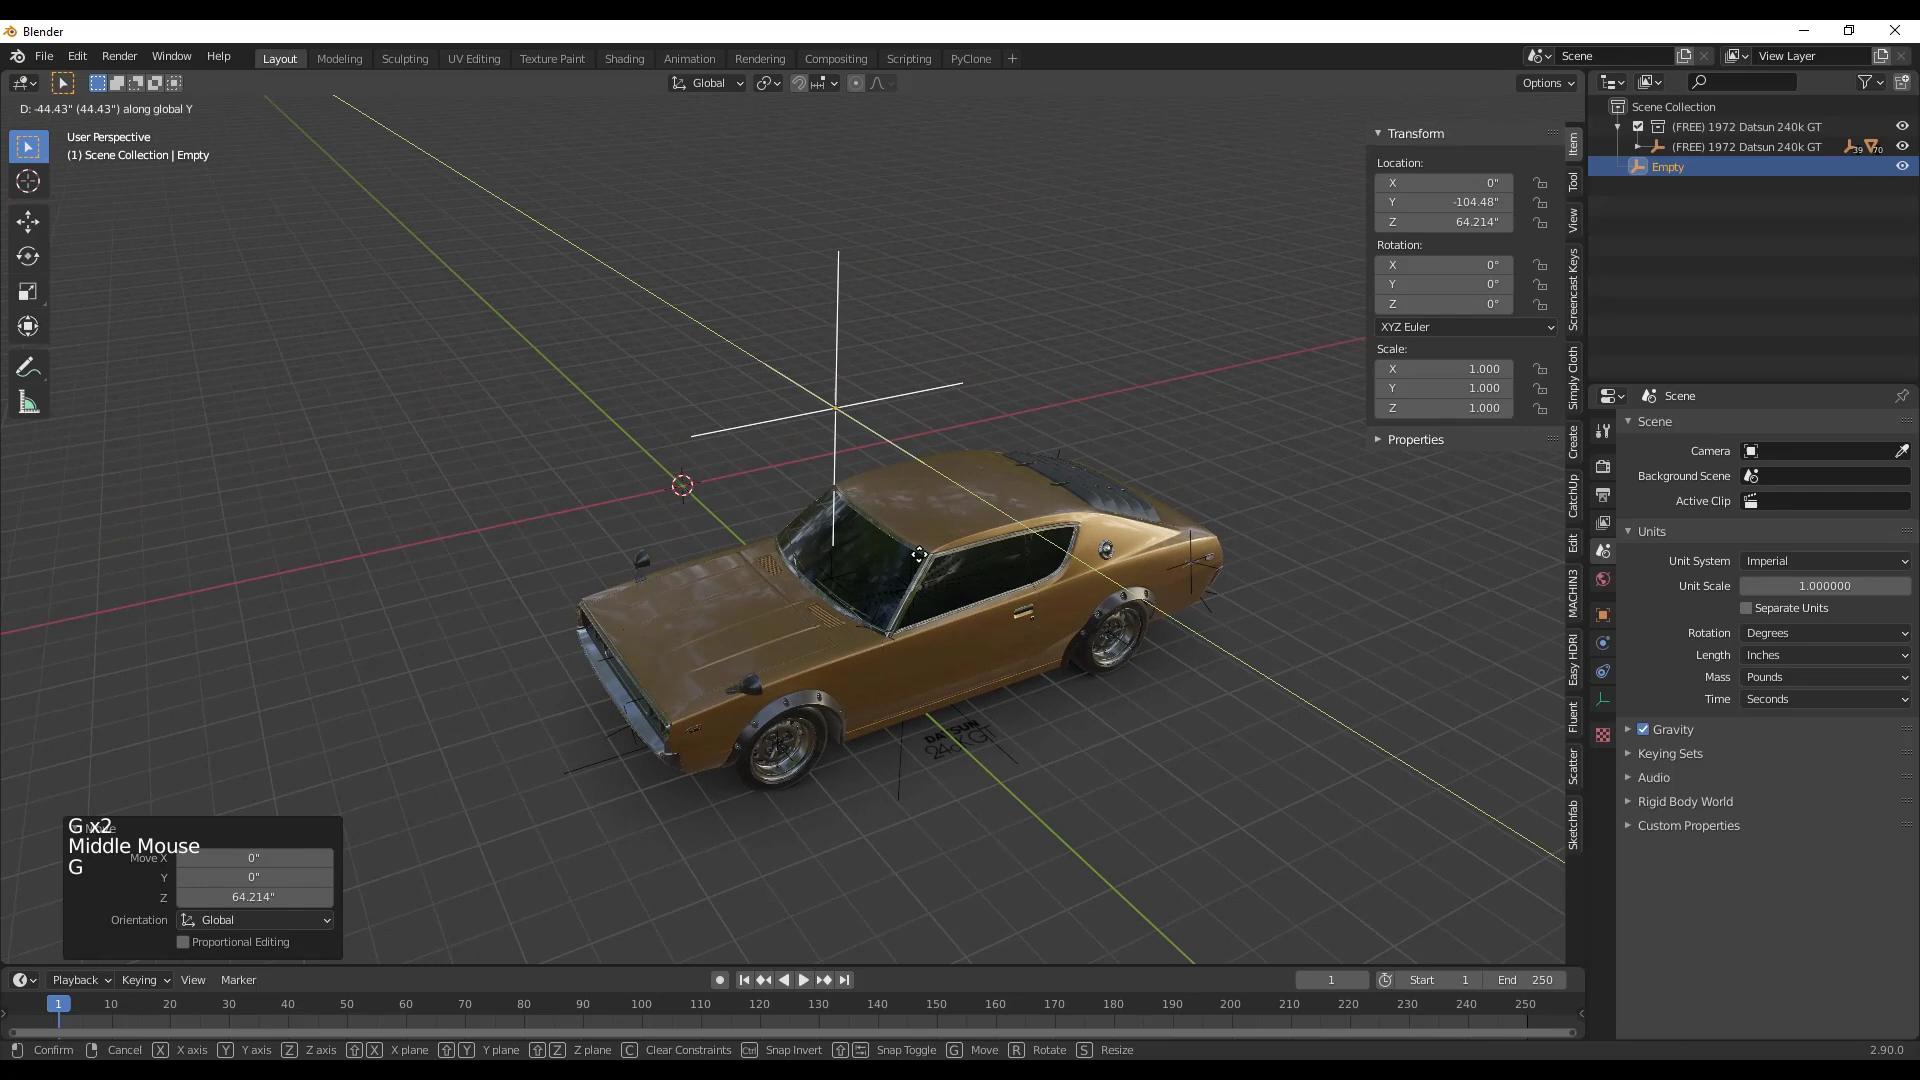 Blender
File Edit Render Window Help Layout Modeling Sculpting UV Editing Texture Paint Shading Animation Rendering Compositing Scripting PyClone Scene View Layer
Global Options
D: -44.43" (44.43") along global Y
User Perspective
(1) Scene Collection | Empty
Transform
Location:
X 0"
Y -104.48"
Z 64.214"
Rotation:
X 0°
Y 0°
Z 0°
XYZ Euler
Scale:
X 1.000
Y 1.000
Z 1.000
Properties
Item
Tool
View
Screencast Keys
Simply Cloth
Create
CatchUp
Edit
MACHIN3
Easy HDRI
Fluent
Scatter
Sketchfab
Scene Collection
(FREE) 1972 Datsun 240k GT
(FREE) 1972 Datsun 240k GT 39 70
Empty
Scene
Scene
Camera
Background Scene
Active Clip
Units
Unit System Imperial
Unit Scale 1.000000
Separate Units
Rotation Degrees
Length Inches
Mass Pounds
Time Seconds
Gravity
Keying Sets
Audio
Rigid Body World
Custom Properties
DATSUN
240K GT
G x2
Middle Mouse
G
Move X 0"
Y 0"
Z 64.214"
Orientation Global
Proportional Editing
Playback Keying View Marker 1 Start 1 End 250
1 10 20 30 40 50 60 70 80 90 100 110 120 130 140 150 160 170 180 190 200 210 220 230 240 250
Confirm Cancel X X axis Y Y axis Z Z axis X X plane Y Y plane Z Z plane C Clear Constraints Ctrl Snap Invert Snap Toggle G Move R Rotate S Resize 2.90.0